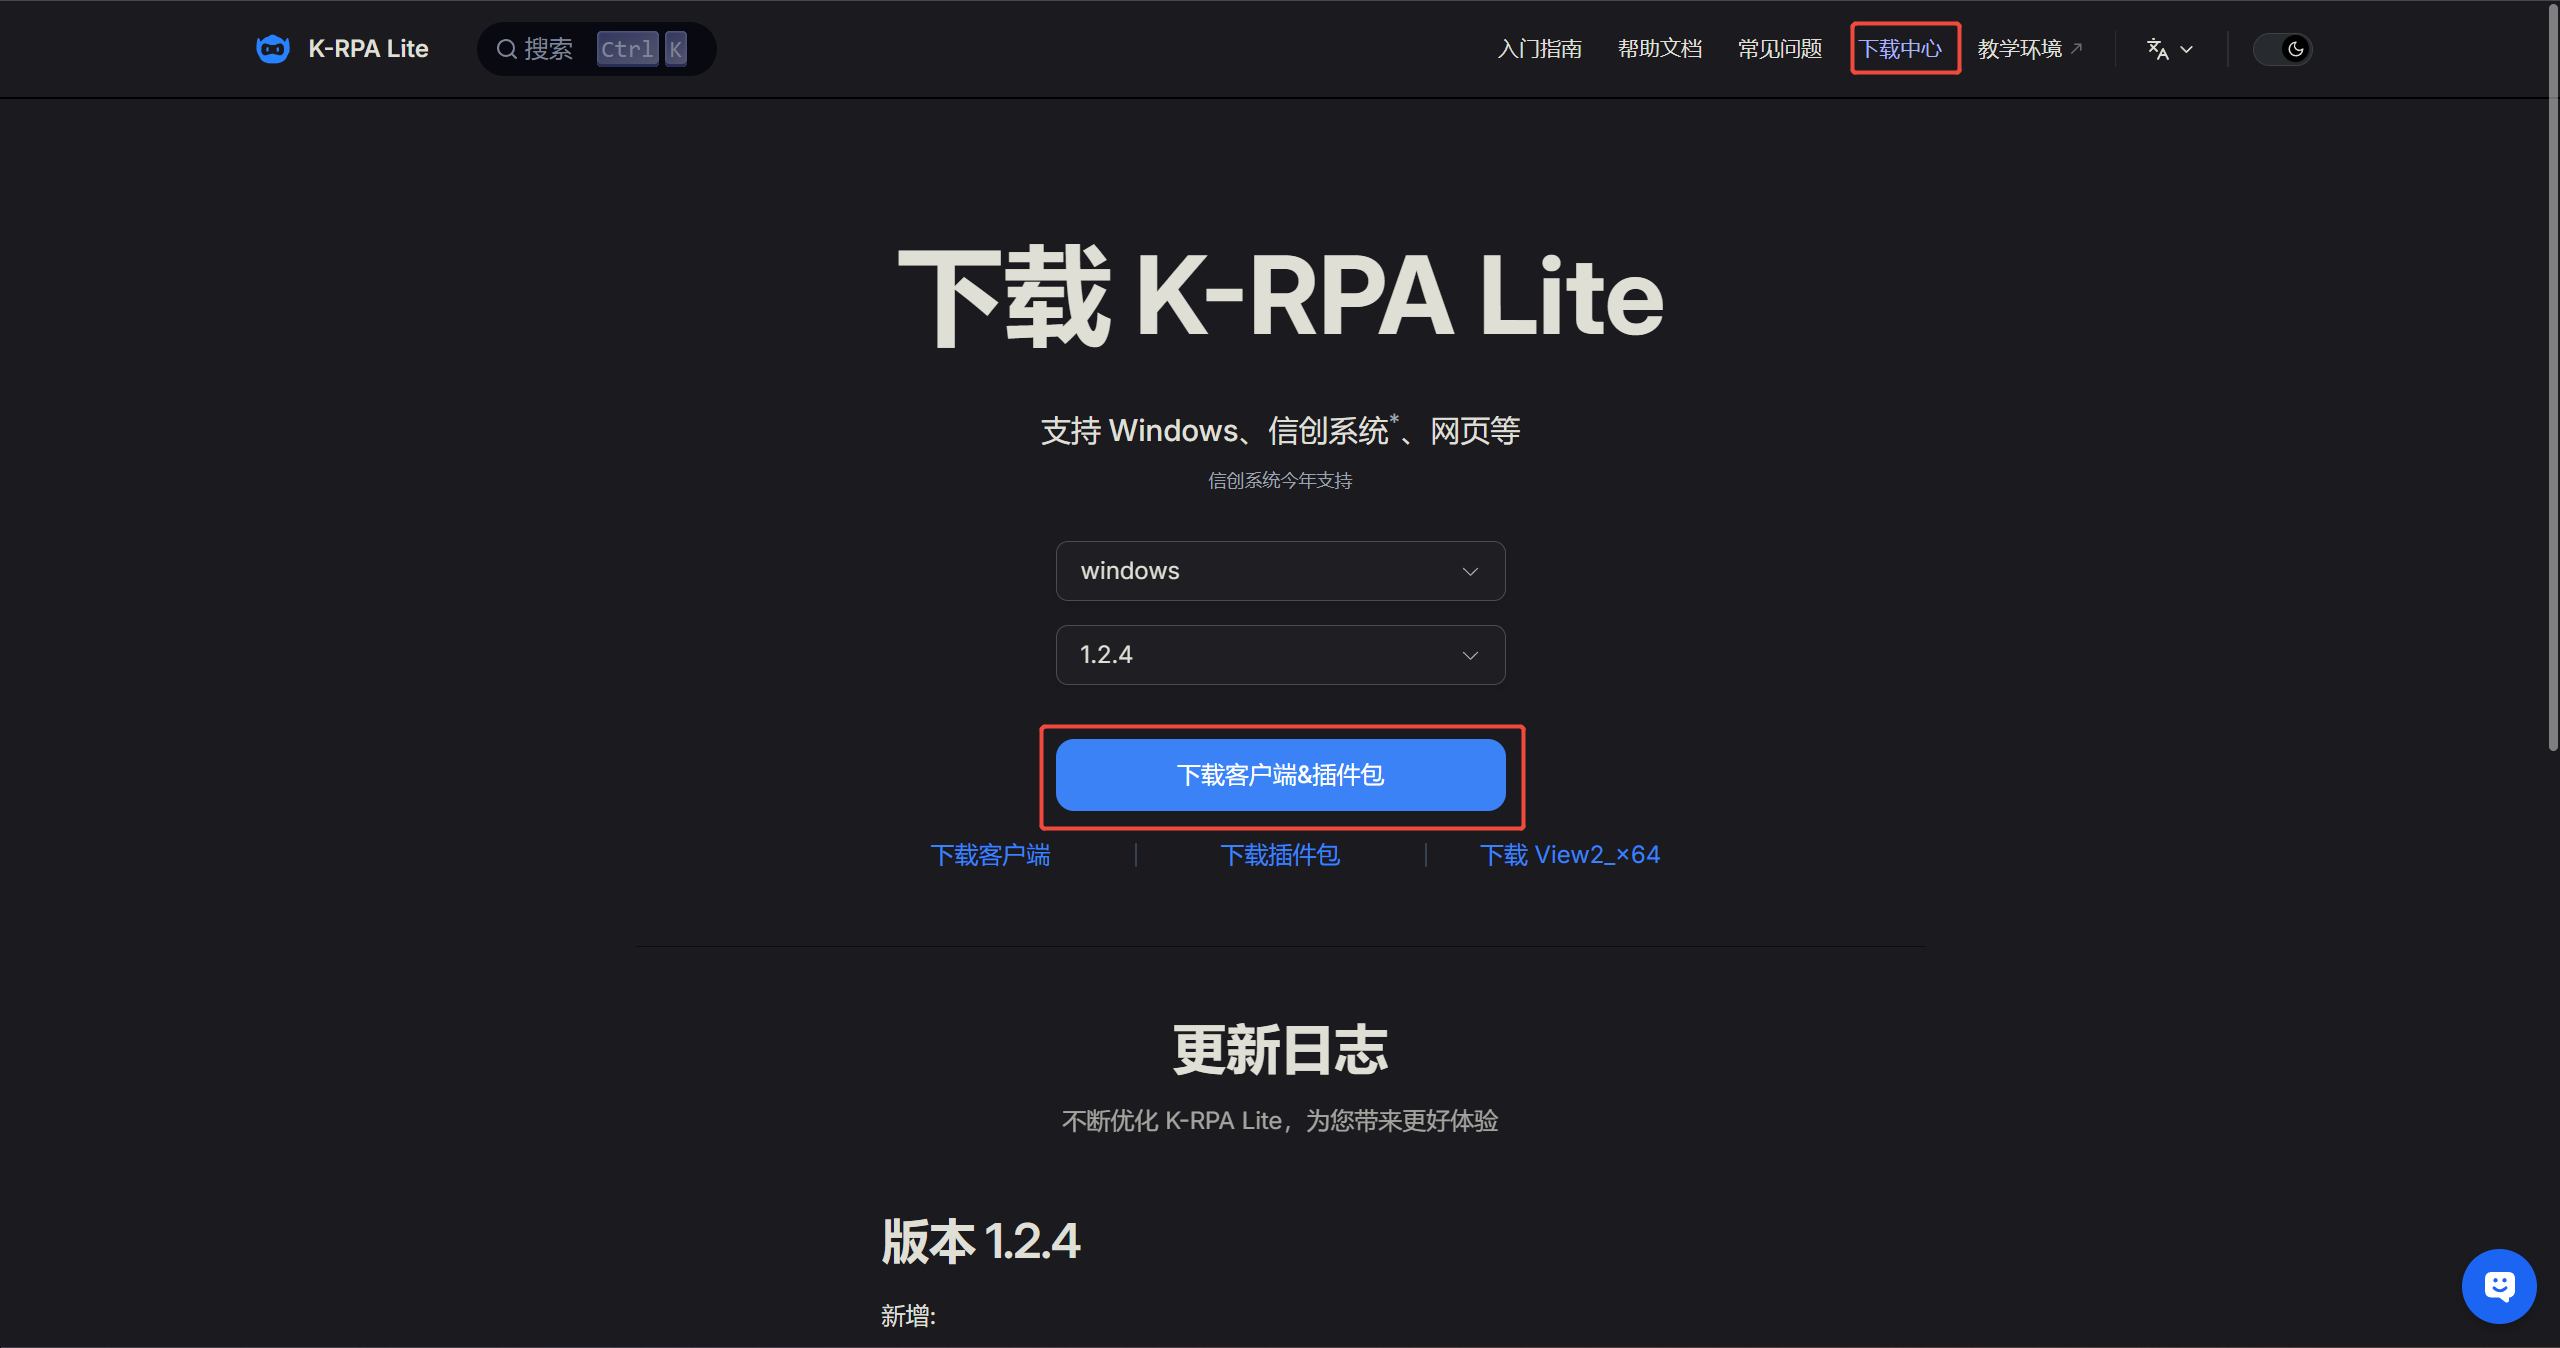 K-RPA Lite
搜索 Ctrl K
入门指南 帮助文档 常见问题 下载中心 教学环境
下载 K-RPA Lite
支持 Windows、信创系统*、网页等
信创系统今年支持
windows
1.2.4
下载客户端&插件包
下载客户端 | 下载插件包 | 下载 View2_×64
更新日志
不断优化 K-RPA Lite，为您带来更好体验
版本 1.2.4
新增: